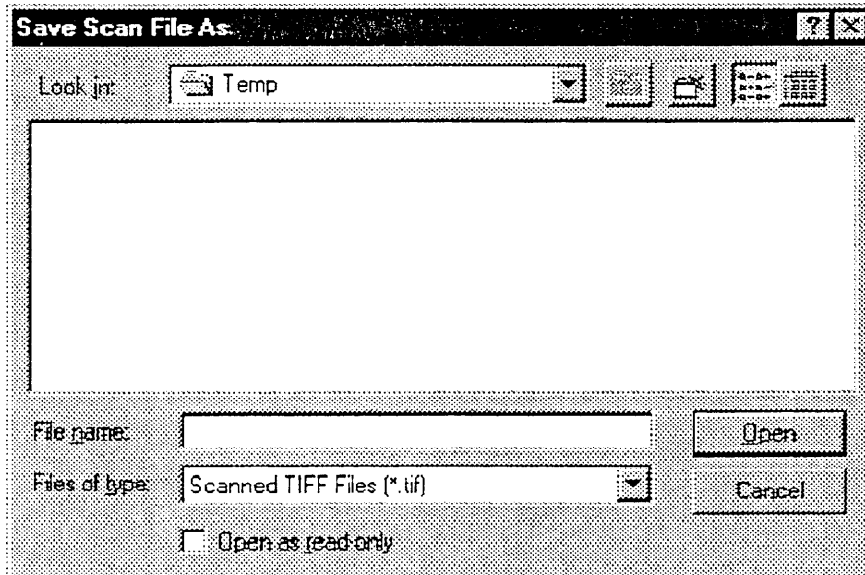 Save Scan File As
Look in: Temp
File name: Open
Files of type: Scanned TIFF Files (*.tif) Cancel
Open as read-only